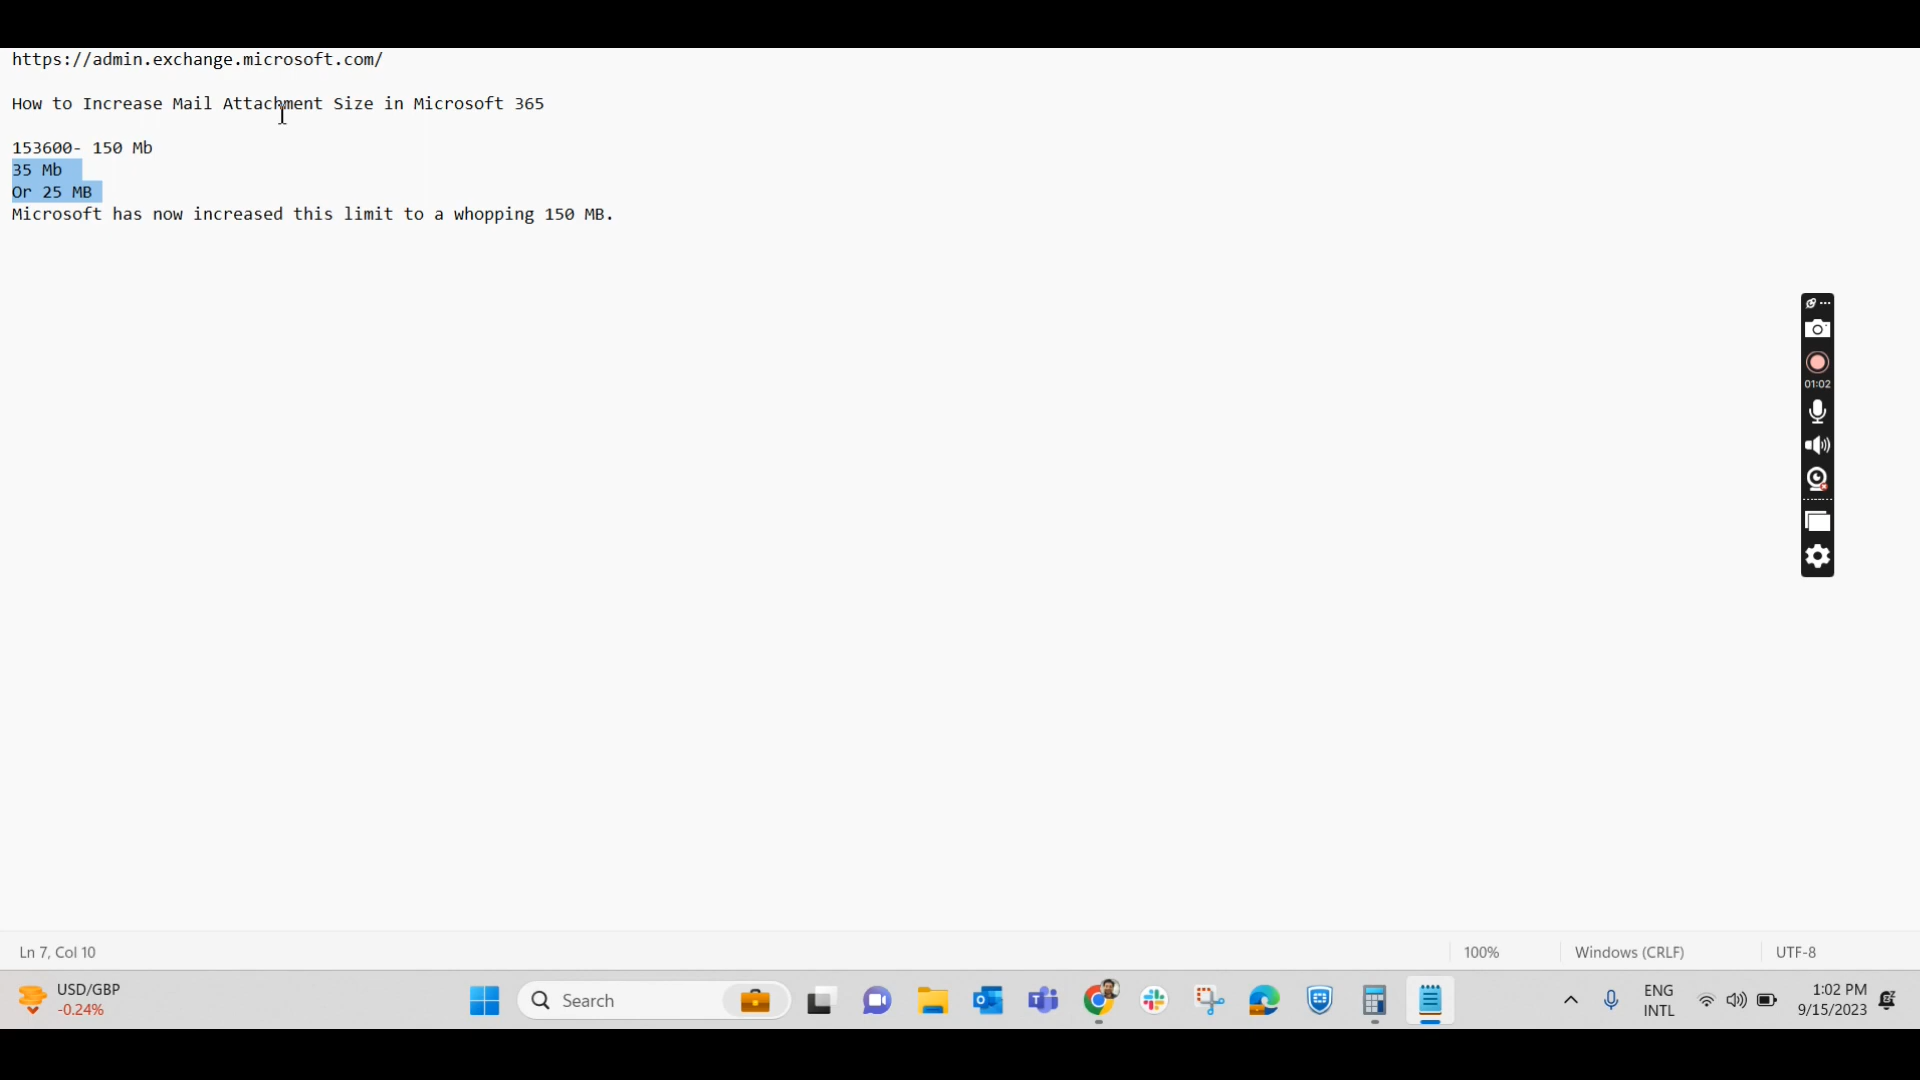 https://admin.exchange.microsoft.com/
How to Increase Mail Attachment Size in Microsoft 365
153600- 150 Mb
35 Mb
Or 25 MB
Microsoft has now increased this limit to a whopping 150 MB.
01:02
Ln 7, Col 10
100%
Windows (CRLF)
UTF-8
USD/GBP
-0.24%
Search
ENG
INTL
1:02 PM
9/15/2023